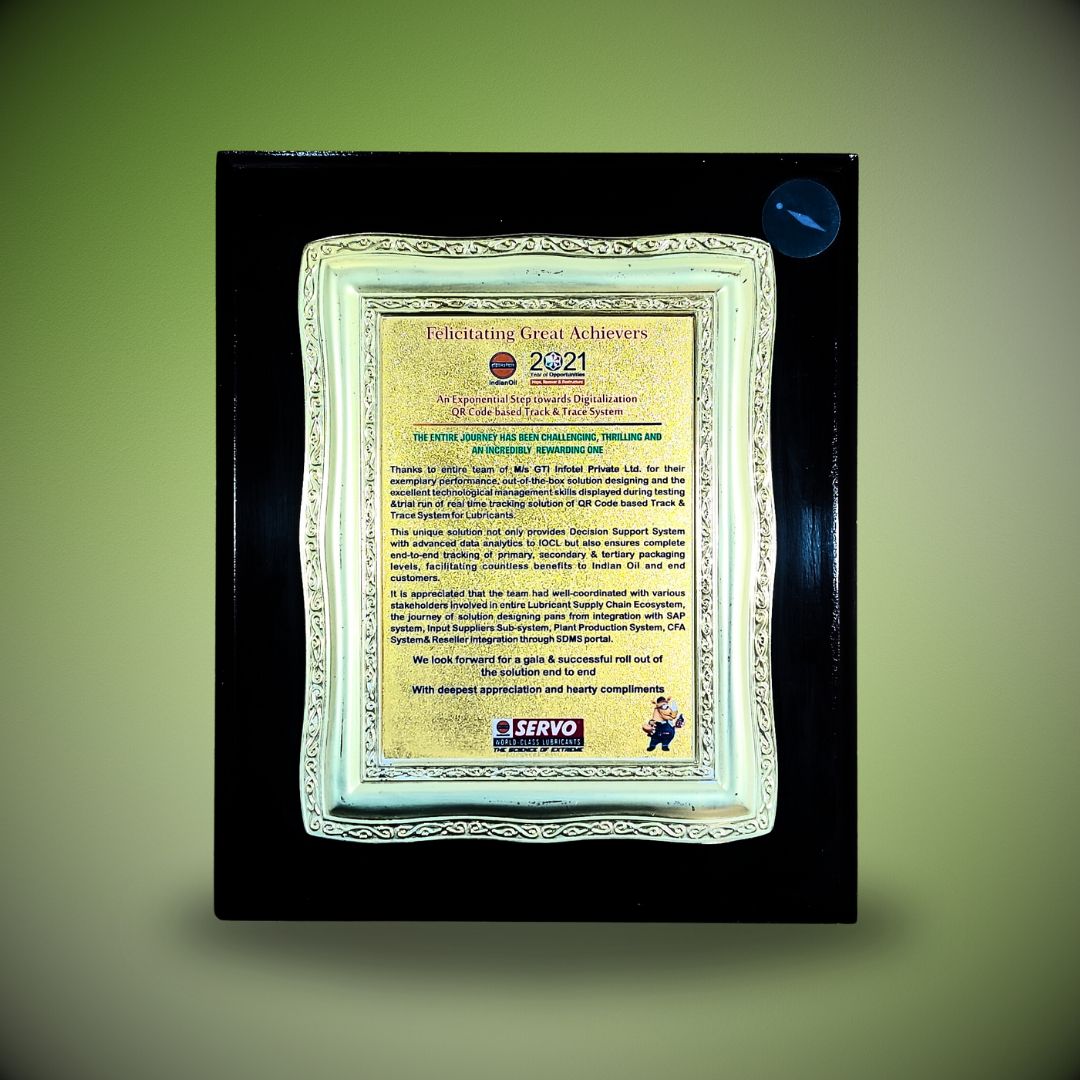 Felicitating Great Achievers
IndianOil
2021
Year of Opportunities
Hope, Recover & Restructure
An Exponential Step towards Digitalization
QR Code based Track & Trace System
THE ENTIRE JOURNEY HAS BEEN CHALLENGING, THRILLING AND
AN INCREDIBLY REWARDING ONE
Thanks to entire team of M/s GTI Infotel Private Ltd. for their
exemplary performance, out-of-the-box solution designing and the
excellent technological management skills displayed during testing
&trial run of real time tracking solution of QR Code based Track &
Trace System for Lubricants.
This unique solution not only provides Decision Support System
with advanced data analytics to IOCL but also ensures complete
end-to-end tracking of primary, secondary & tertiary packaging
levels, facilitating countless benefits to Indian Oil and end
customers.
It is appreciated that the team had well-coordinated with various
stakeholders involved in entire Lubricant Supply Chain Ecosystem,
the journey of solution designing pans from integration with SAP
system, Input Suppliers Sub-system, Plant Production System, CFA
System& Reseller integration through SDMS portal.
We look forward for a gala & successful roll out of
the solution end to end
With deepest appreciation and hearty compliments
SERVO
WORLD-CLASS LUBRICANTS
THE SCIENCE OF EXTREME